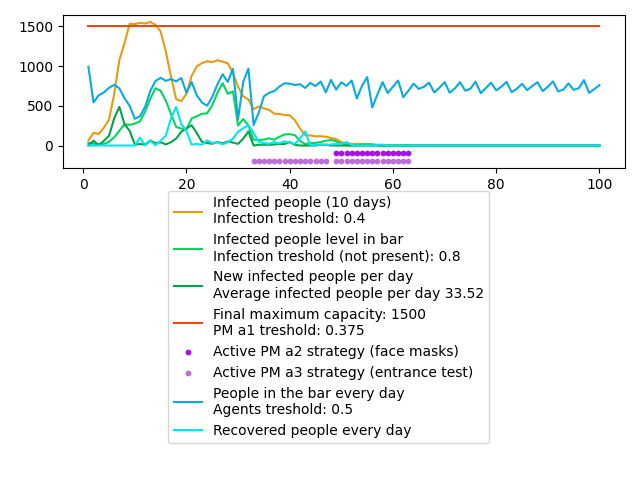 1500
1000
500
0
0
20
40
60
80
100
Infected people (10 days)
Infection treshold: 0.4
Infected people level in bar
Infection treshold (not present): 0.8
New infected people per day
Average infected people per day 33.52
Final maximum capacity: 1500
PM a1 treshold: 0.375
Active PM a2 strategy (face masks)
Active PM a3 strategy (entrance test)
People in the bar every day
Agents treshold: 0.5
Recovered people every day